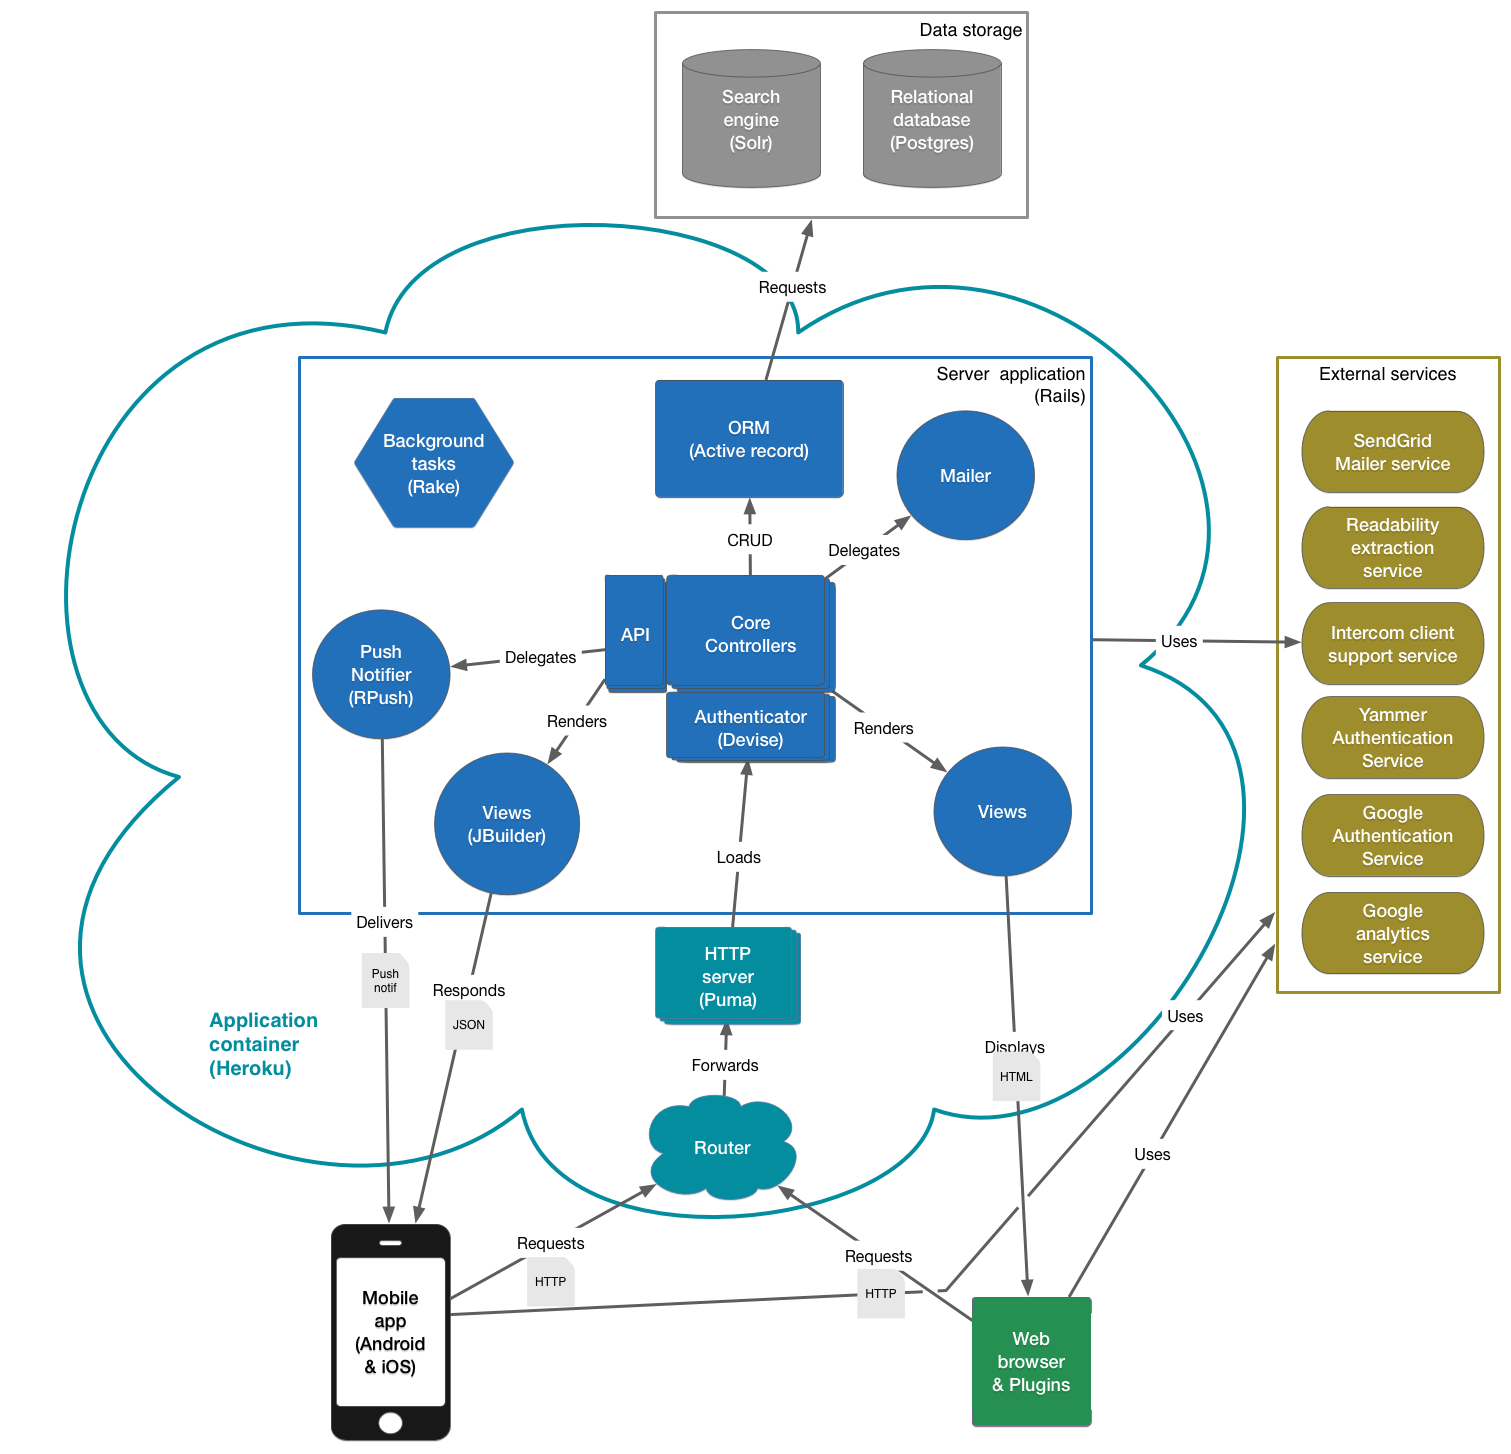 Data storage
Search
engine
(Solr)
Relational
database
(Postgres)
Requests
Server application
(Rails)
External services
Background
tasks
(Rake)
ORM
(Active record)
Mailer
SendGrid
Mailer service
Readability
extraction
service
CRUD
Delegates
API
Core
Controllers
Push
Notifier
(RPush)
Delegates
Uses
Intercom client
support service
Renders
Authenticator
(Devise)
Renders
Yammer
Authentication
Service
Views
(JBuilder)
Views
Google
Authentication
Service
Loads
Delivers
Google
analytics
service
HTTP
server
(Puma)
Push
notif
Responds
JSON
Application
container
(Heroku)
Uses
Displays
HTML
Forwards
Router
Uses
Requests
HTTP
Requests
HTTP
Mobile
app
(Android
& iOS)
Web
browser
& Plugins